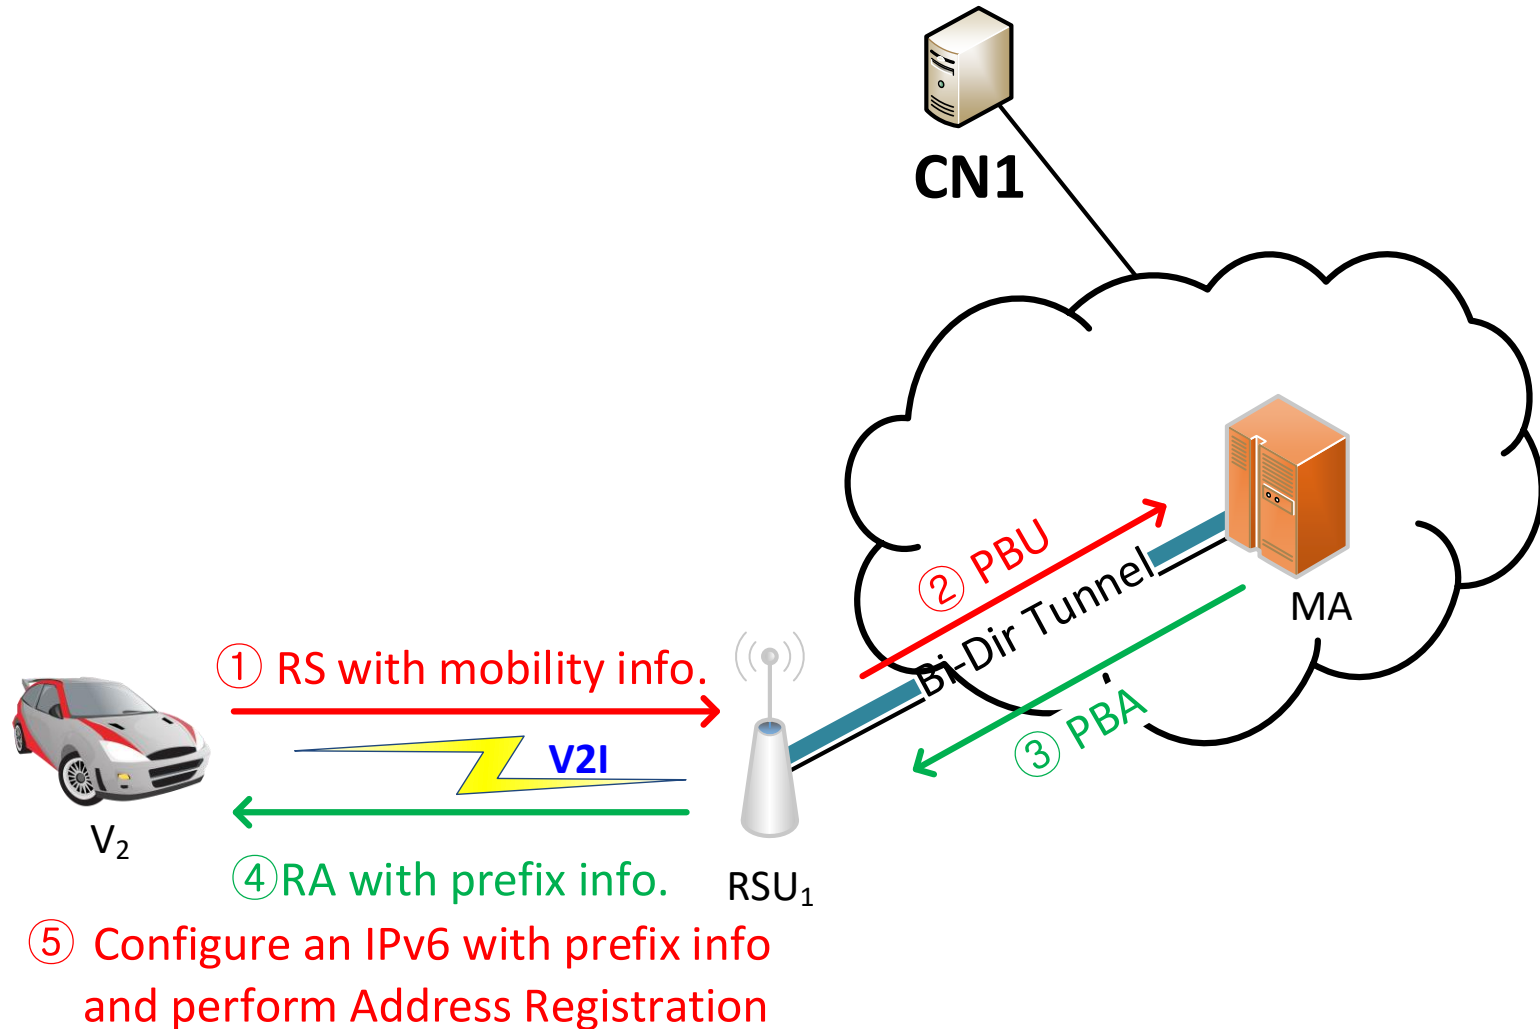 CN1
② PBU
Bi-Dir Tunnel
MA
① RS with mobility info.
③ PBA
V2I
V₂
④RA with prefix info.
RSU₁
⑤ Configure an IPv6 with prefix info
and perform Address Registration